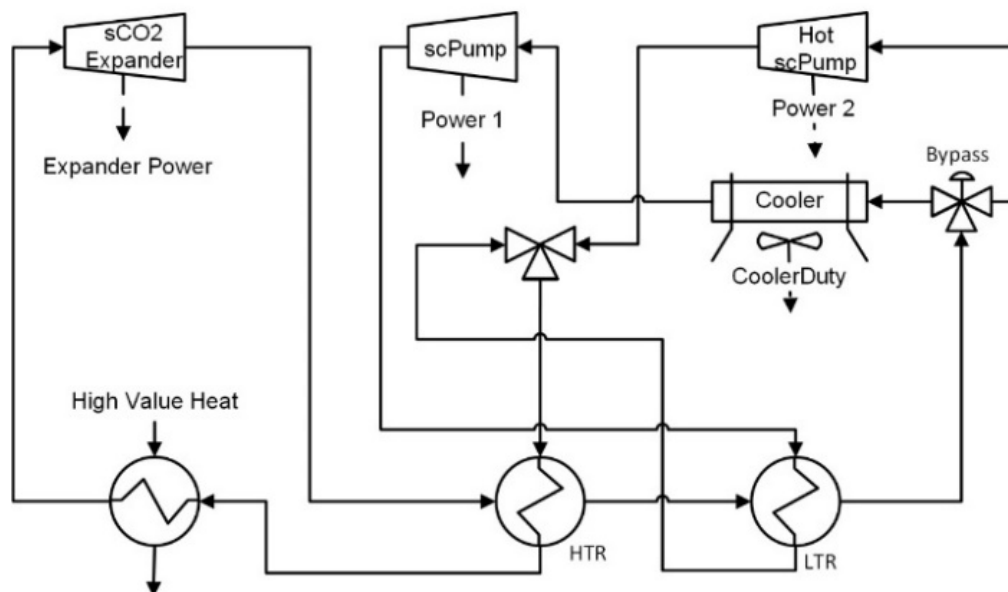 sCO2
Expander
Expander Power
scPump
Power 1
Hot
scPump
Power 2
Bypass
Cooler
CoolerDuty
High Value Heat
HTR
LTR